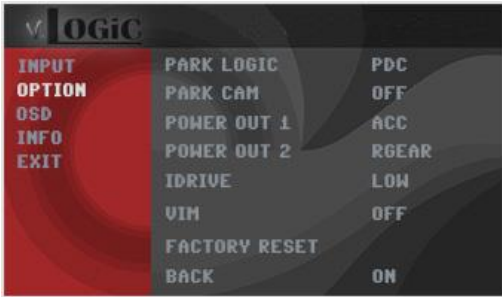 v.LOGiC
INPUT
OPTION
OSD
INFO
EXIT
PARK LOGIC PDC
PARK CAM OFF
POWER OUT 1 ACC
POWER OUT 2 RGEAR
IDRIVE LOW
VIM OFF
FACTORY RESET
BACK ON